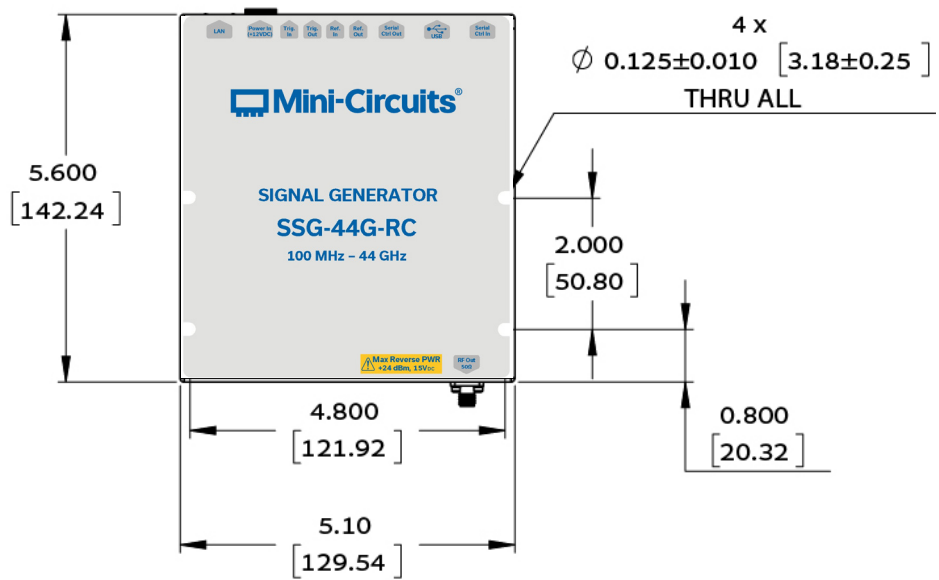 LAN
Power In
(+12VDC)
Trig.
In
Trig.
Out
Ref.
In
Ref.
Out
Serial
Ctrl Out
USB
Serial
Ctrl In
4 x
∅ 0.125±0.010 [3.18±0.25]
THRU ALL
Mini-Circuits®
5.600
[142.24]
SIGNAL GENERATOR
SSG-44G-RC
100 MHz – 44 GHz
2.000
[50.80]
Max Reverse PWR
+24 dBm, 15VDC
RF Out
50Ω
4.800
[121.92]
0.800
[20.32]
5.10
[129.54]